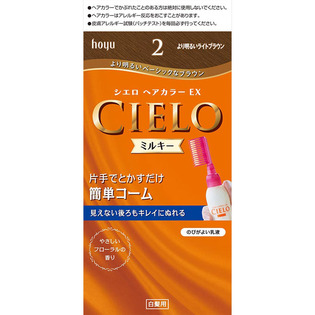 ●ヘアカラーでかぶれたことのある方は絶対に使用しないでください。
●ヘアカラーはアレルギー反応をおこすことがあります。
●皮膚アレルギー試験(パッチテスト)を毎回必ず行ってください。
hoyu
2
より明るいライトブラウン
より明るいベーシックなブラウン
シエロ ヘアカラー EX
CIELO
ミルキー
片手でとかすだけ
簡単コーム
見えない後ろもキレイにぬれる
CIELO
のびがよい乳液
やさしい
フローラルの
香り
白髪用